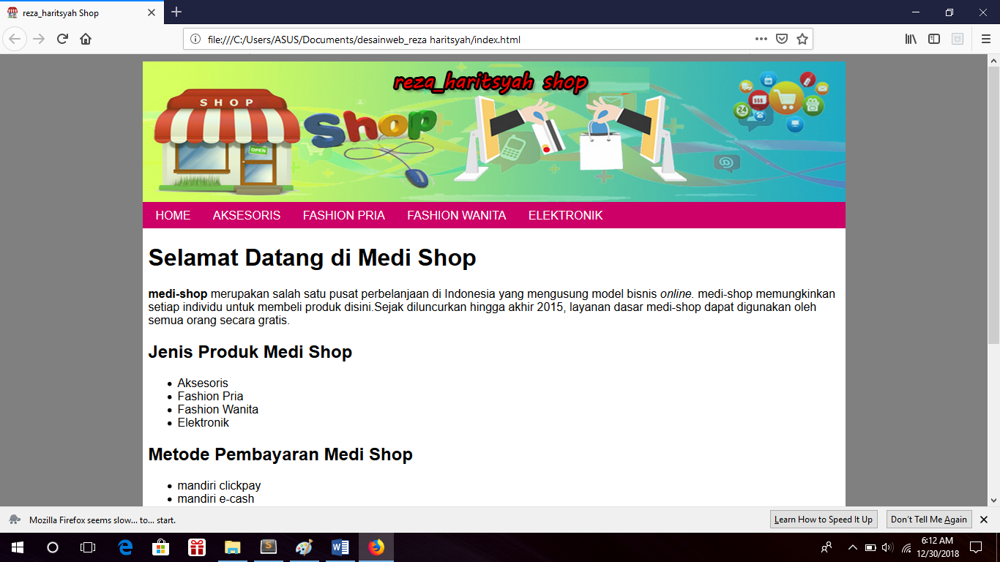 reza_haritsyah Shop
file:///C:/Users/ASUS/Documents/desainweb_reza haritsyah/index.html
reza_haritsyah shop
SHOP
OPEN
Shop
$$$
24
HOME AKSESORIS FASHION PRIA FASHION WANITA ELEKTRONIK
Selamat Datang di Medi Shop
medi-shop merupakan salah satu pusat perbelanjaan di Indonesia yang mengusung model bisnis online. medi-shop memungkinkan
setiap individu untuk membeli produk disini.Sejak diluncurkan hingga akhir 2015, layanan dasar medi-shop dapat digunakan oleh
semua orang secara gratis.
Jenis Produk Medi Shop
• Aksesoris
• Fashion Pria
• Fashion Wanita
• Elektronik
Metode Pembayaran Medi Shop
• mandiri clickpay
• mandiri e-cash
Mozilla Firefox seems slow... to... start. Learn How to Speed It Up Don't Tell Me Again
6:12 AM
12/30/2018